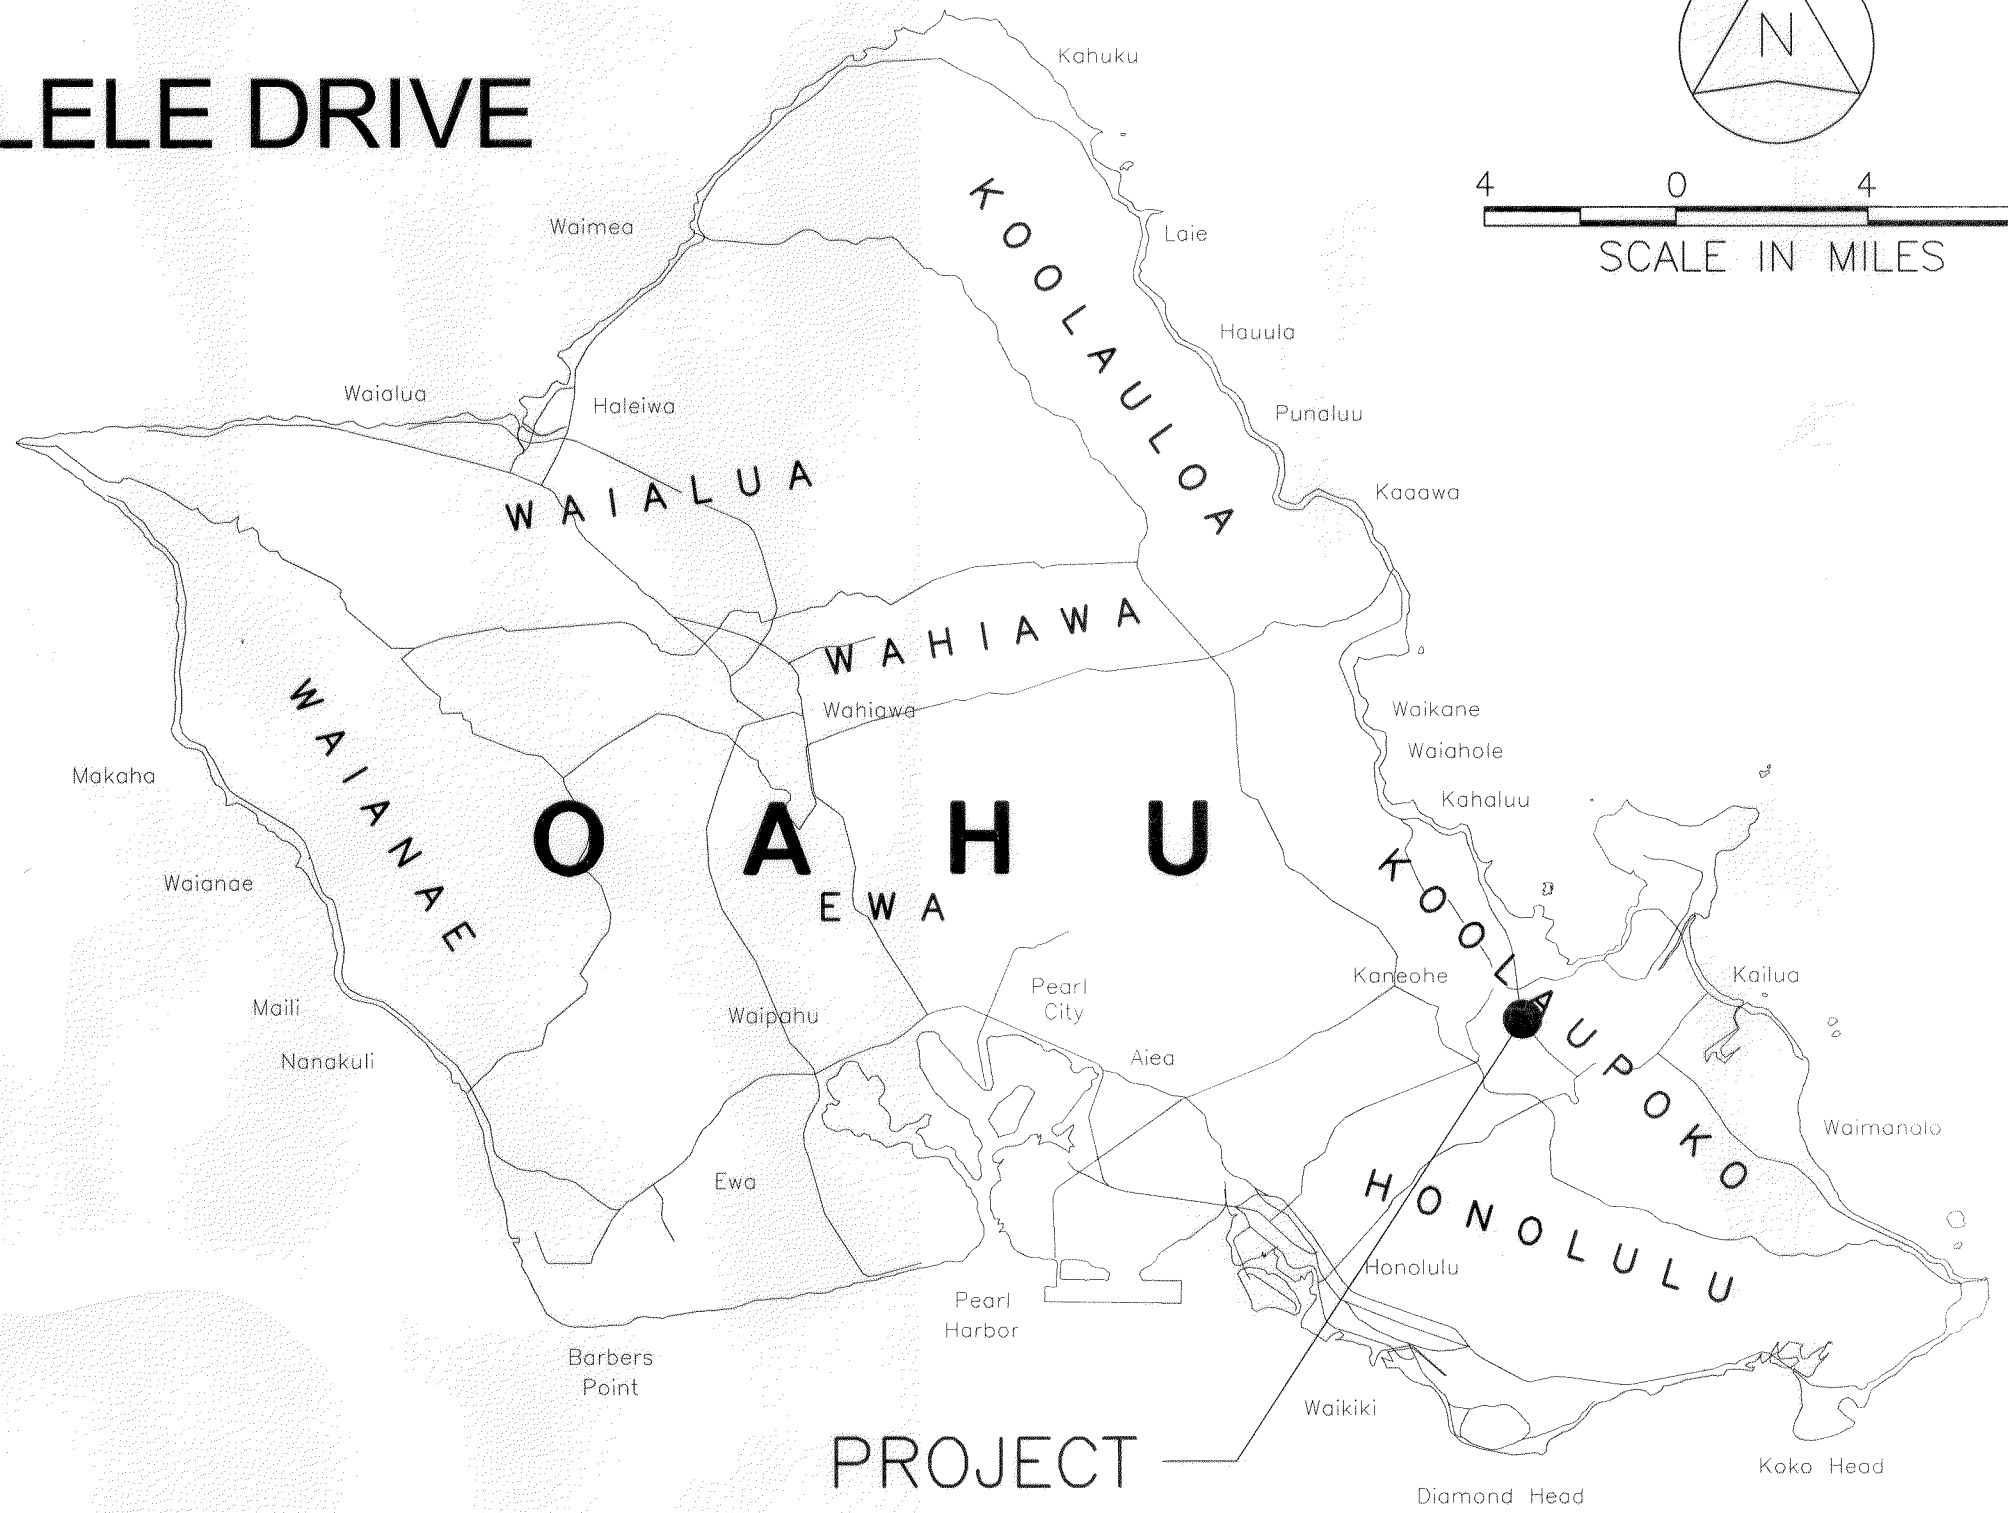 LELE DRIVE
N
4 0 4
SCALE IN MILES
Kahuku
Waimea
Laie
KOOLAULOA
Hauula
Waialua
Haleiwa
Punaluu
WAIALUA
Kaaawa
WAHIAWA
WAIANAE
Wahiawa
Waikane
Waiahole
Makaha
Kahaluu
OAHU
EWA
KOOLAUPOKO
Waianae
Kaneohe
Kailua
Pearl
City
Maili
Waipahu
Nanakuli
Aiea
Waimanalo
Ewa
HONOLULU
Honolulu
Pearl
Harbor
Barbers
Point
Waikiki
PROJECT
Koko Head
Diamond Head